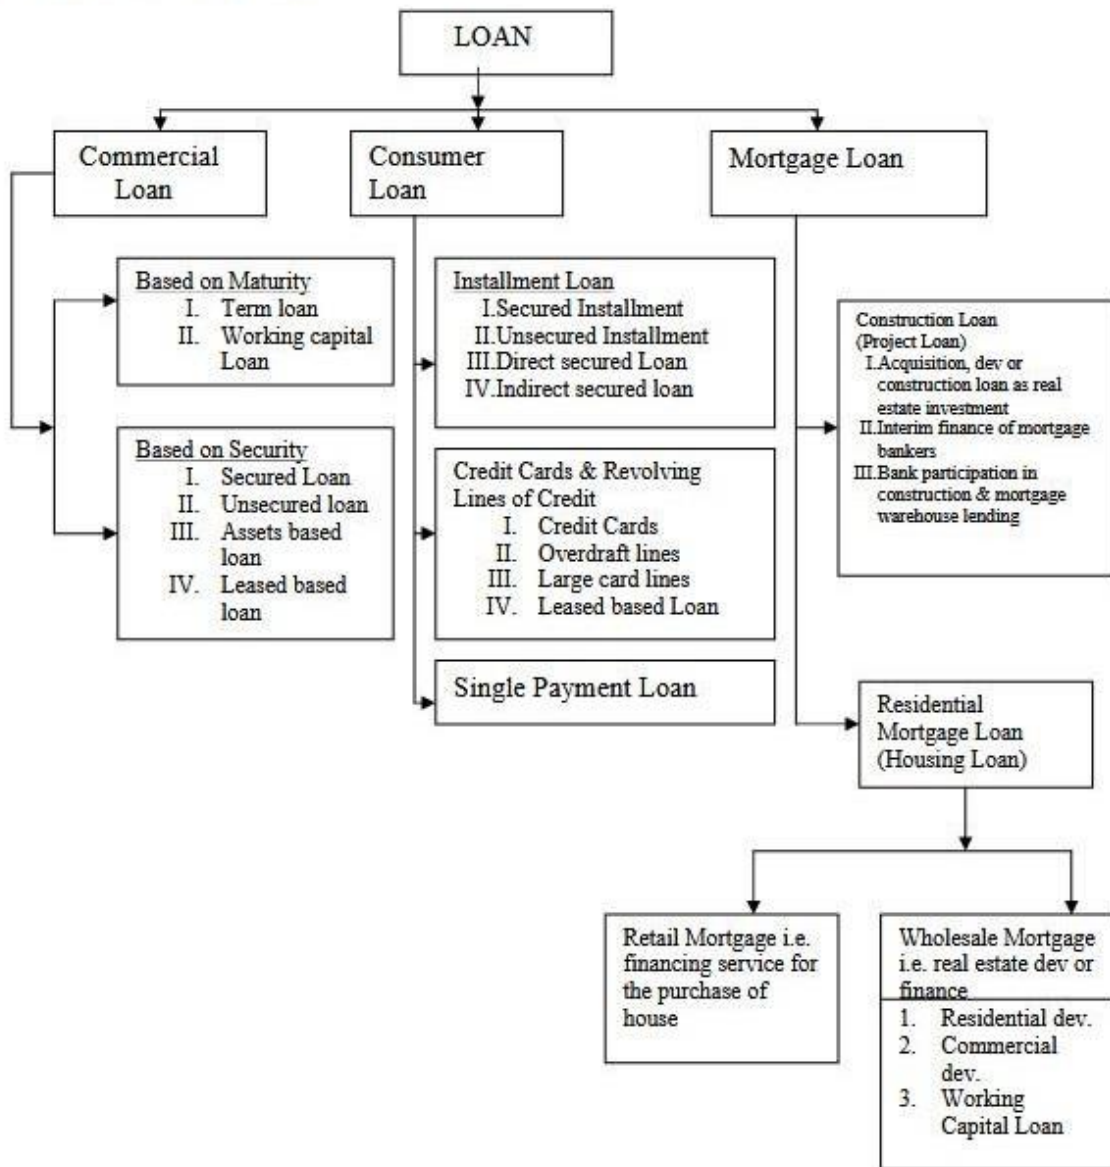 LOAN
Commercial
Loan
Consumer
Loan
Mortgage Loan
Based on Maturity
I. Term loan
II. Working capital
Loan
Based on Security
I. Secured Loan
II. Unsecured loan
III. Assets based
loan
IV. Leased based
loan
Installment Loan
I.Secured Installment
II.Unsecured Installment
III.Direct secured Loan
IV.Indirect secured loan
Credit Cards & Revolving
Lines of Credit
I. Credit Cards
II. Overdraft lines
III. Large card lines
IV. Leased based Loan
Single Payment Loan
Construction Loan
(Project Loan)
I.Acquisition, dev or
construction loan as real
estate investment
II.Interim finance of mortgage
bankers
III.Bank participation in
construction & mortgage
warehouse lending
Residential
Mortgage Loan
(Housing Loan)
Retail Mortgage i.e.
financing service for
the purchase of
house
Wholesale Mortgage
i.e. real estate dev or
finance
1. Residential dev.
2. Commercial
dev.
3. Working
Capital Loan